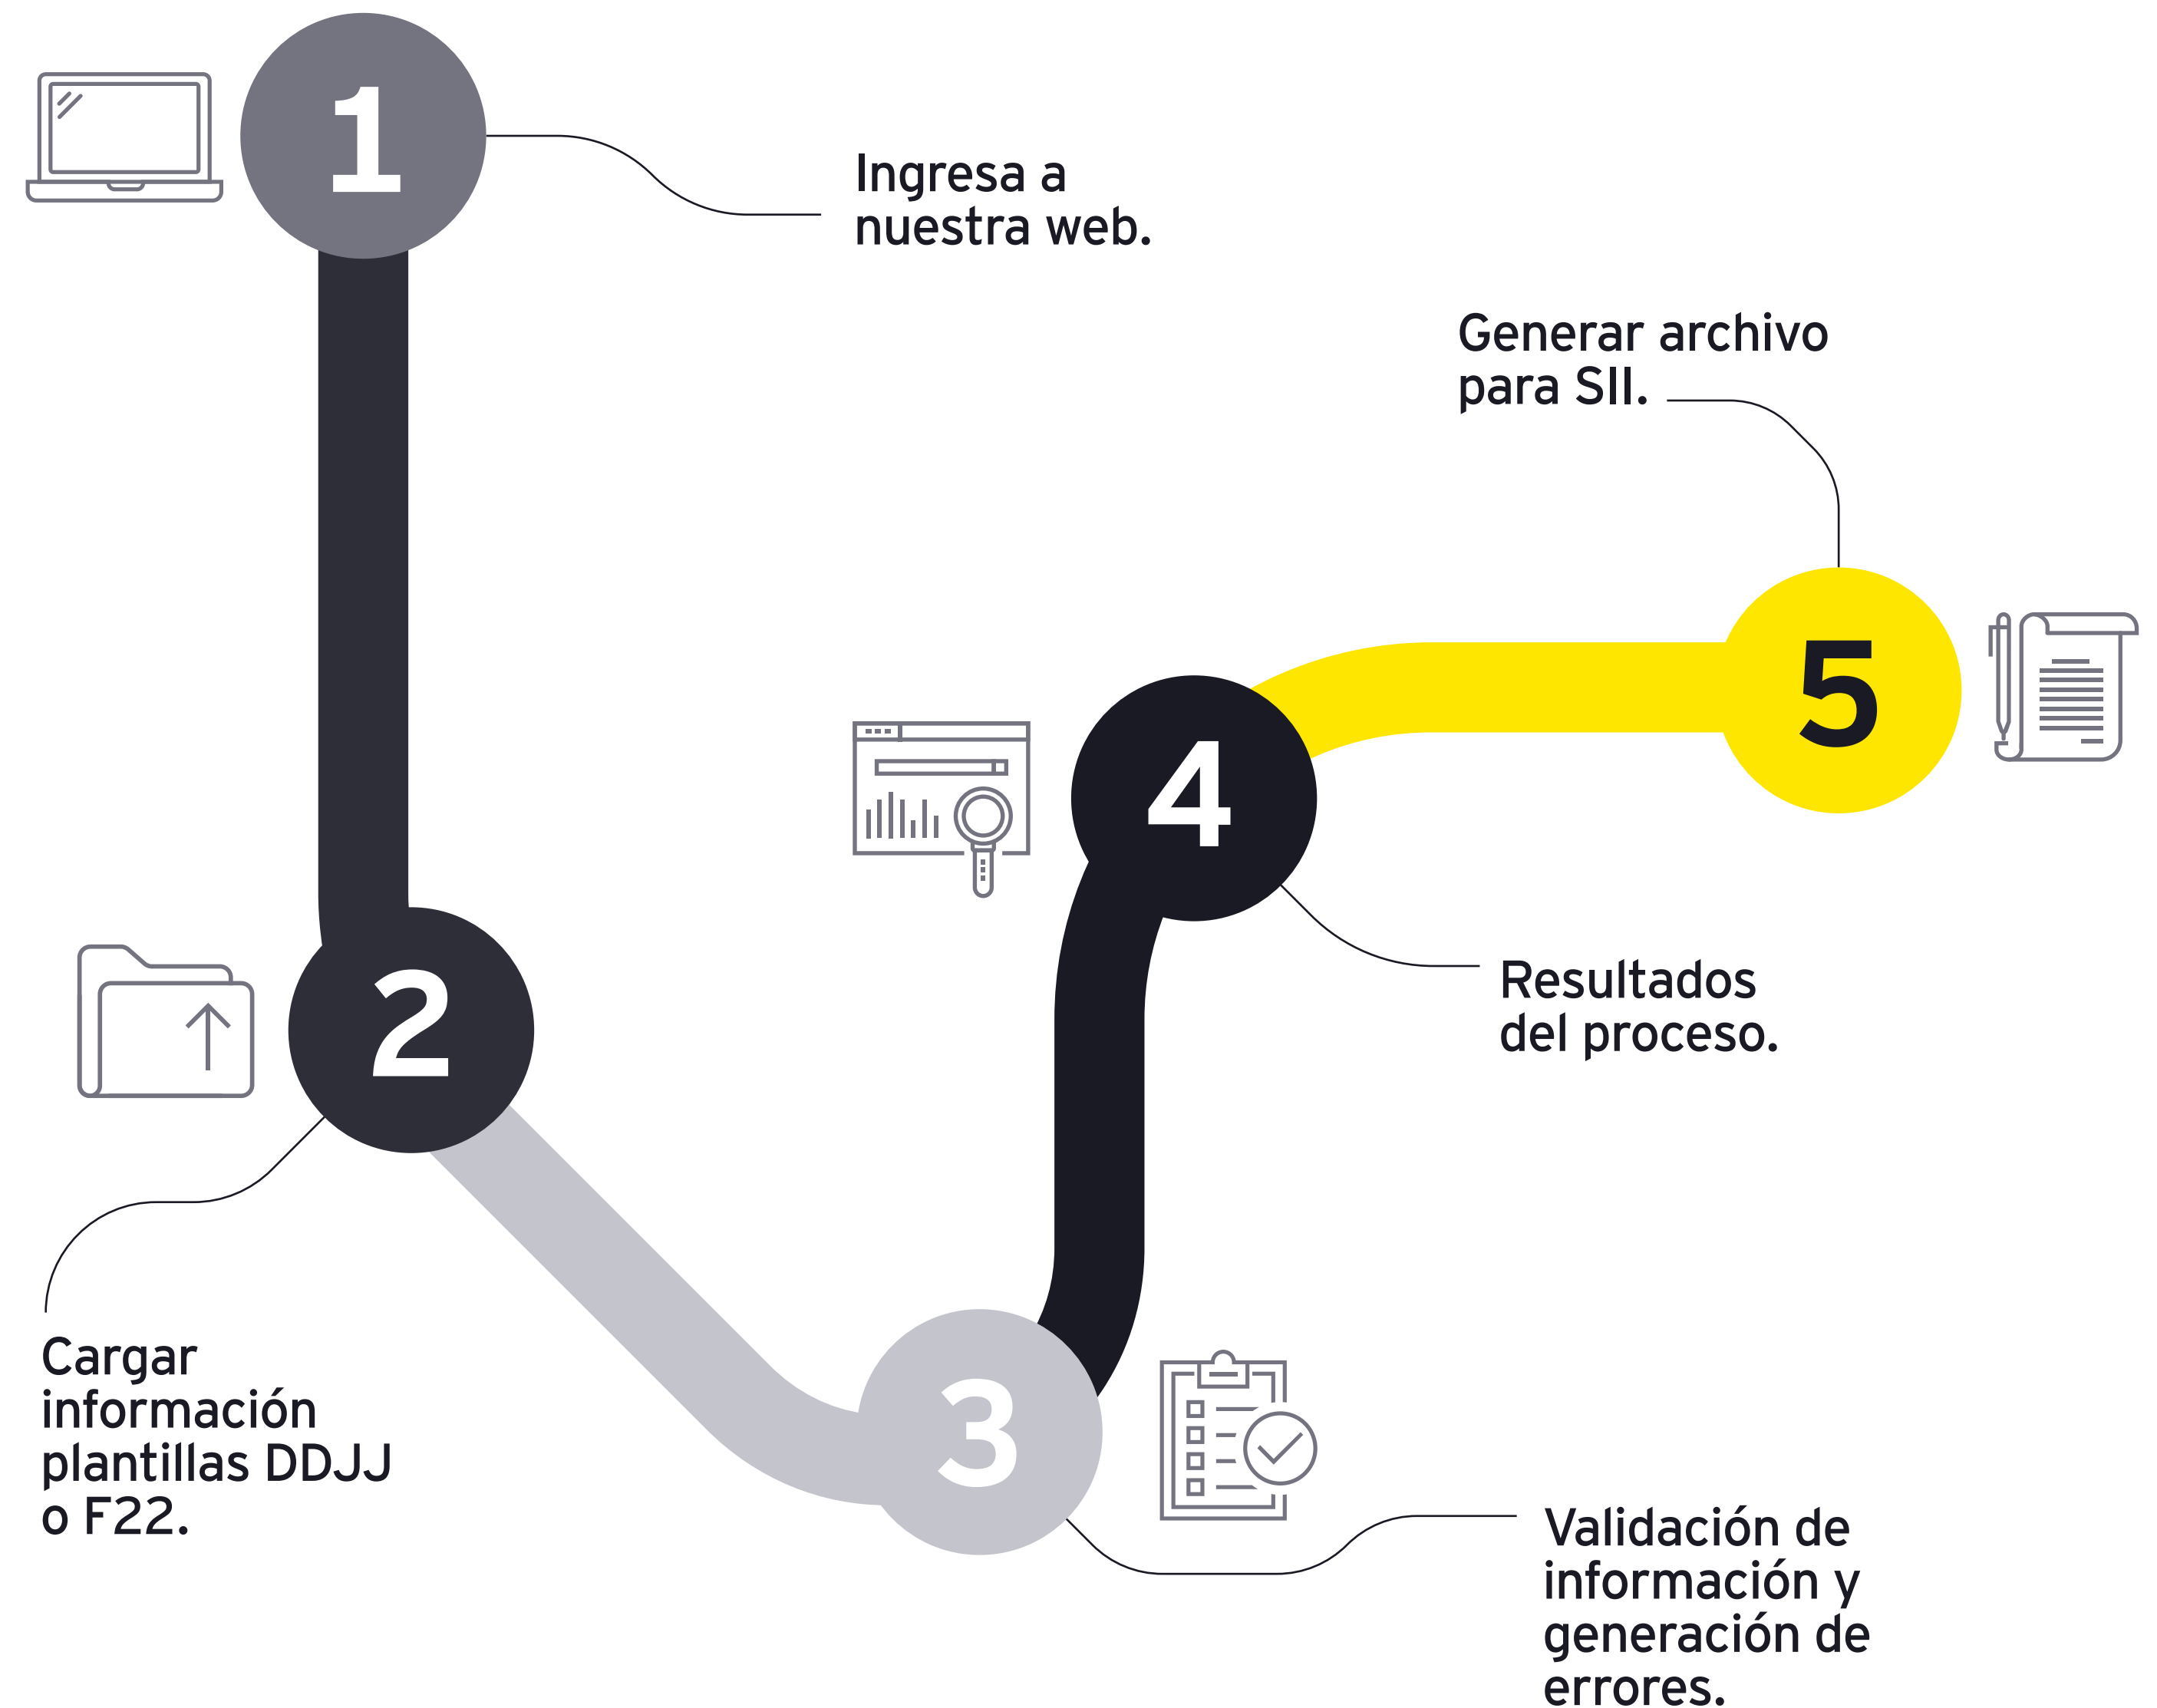 1
Ingresa a
nuestra web.
2
Cargar
información
plantillas DDJJ
o F22.
3
Validación de
información y
generación de
errores.
4
Resultados
del proceso.
5
Generar archivo
para SII.